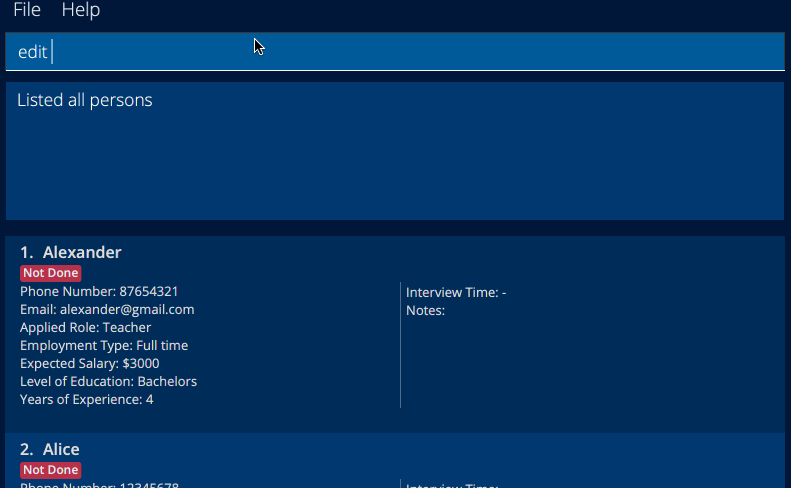 File Help
edit
Listed all persons
1. Alexander
Not Done
Phone Number: 87654321
Email: alexander@gmail.com
Applied Role: Teacher
Employment Type: Full time
Expected Salary: $3000
Level of Education: Bachelors
Years of Experience: 4
Interview Time: -
Notes:
2. Alice
Not Done
Phone Number: 12345678
Interview Time: -